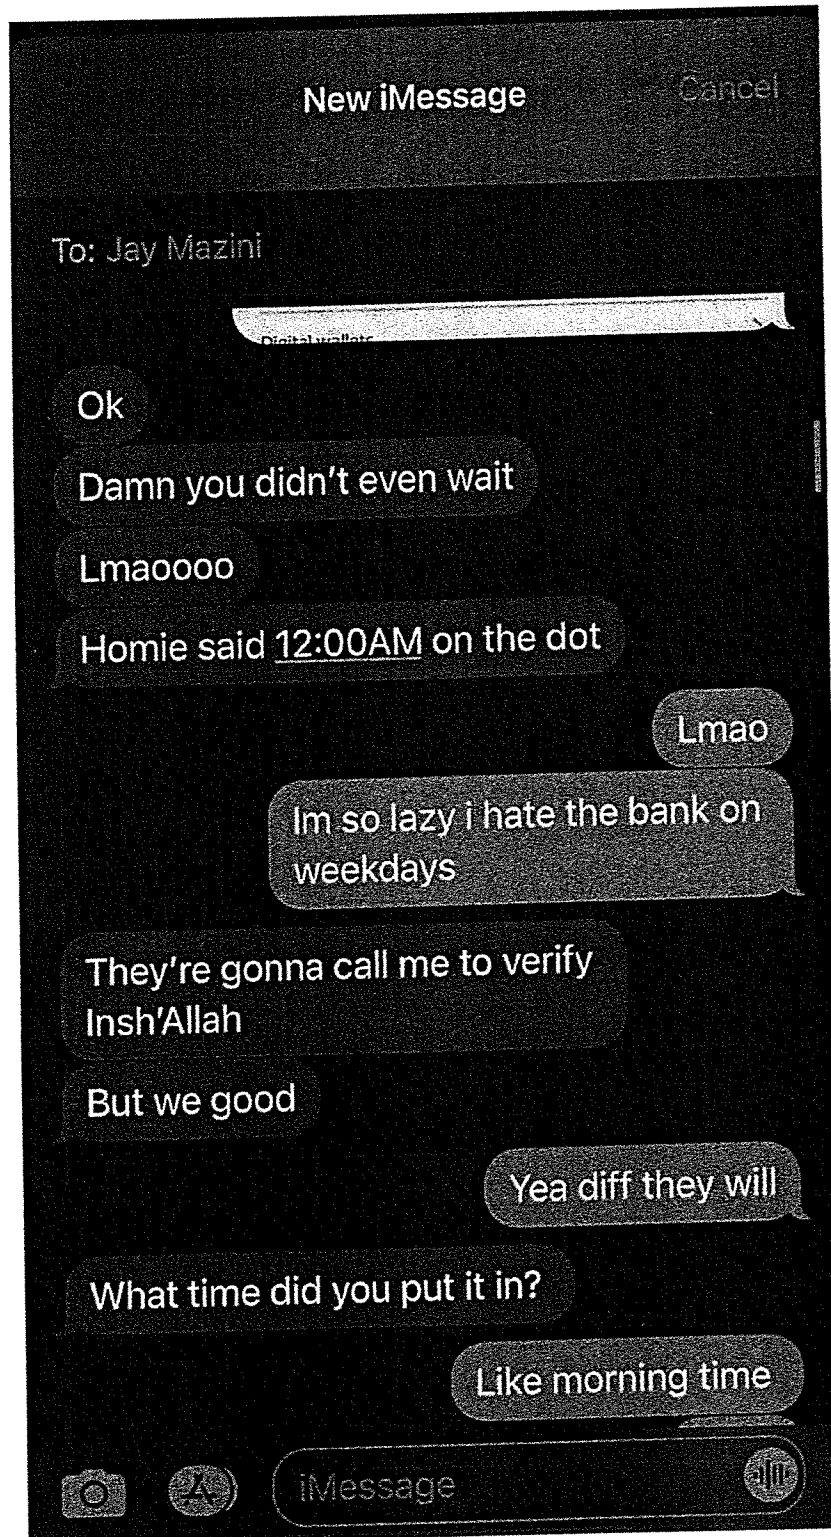 New iMessage
Cancel
To: Jay Mazini
Digital wallets
Ok
Damn you didn't even wait
Lmaoooo
Homie said 12:00AM on the dot
Lmao
Im so lazy i hate the bank on
weekdays
They're gonna call me to verify
Insh'Allah
But we good
Yea diff they will
What time did you put it in?
Like morning time
iMessage